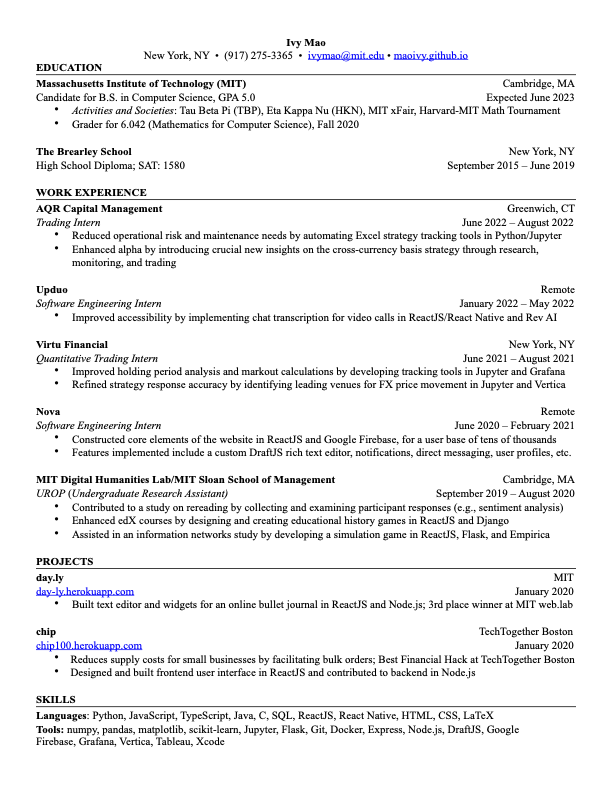 Ivy Mao
New York, NY • (917) 275-3365 • ivymao@mit.edu • maoivy.github.io
EDUCATION
Massachusetts Institute of Technology (MIT) Cambridge, MA
Candidate for B.S. in Computer Science, GPA 5.0 Expected June 2023
• Activities and Societies: Tau Beta Pi (TBP), Eta Kappa Nu (HKN), MIT xFair, Harvard-MIT Math Tournament
• Grader for 6.042 (Mathematics for Computer Science), Fall 2020
The Brearley School New York, NY
High School Diploma; SAT: 1580 September 2015 – June 2019
WORK EXPERIENCE
AQR Capital Management Greenwich, CT
Trading Intern June 2022 – August 2022
• Reduced operational risk and maintenance needs by automating Excel strategy tracking tools in Python/Jupyter
• Enhanced alpha by introducing crucial new insights on the cross-currency basis strategy through research,
monitoring, and trading
Upduo Remote
Software Engineering Intern January 2022 – May 2022
• Improved accessibility by implementing chat transcription for video calls in ReactJS/React Native and Rev AI
Virtu Financial New York, NY
Quantitative Trading Intern June 2021 – August 2021
• Improved holding period analysis and markout calculations by developing tracking tools in Jupyter and Grafana
• Refined strategy response accuracy by identifying leading venues for FX price movement in Jupyter and Vertica
Nova Remote
Software Engineering Intern June 2020 – February 2021
• Constructed core elements of the website in ReactJS and Google Firebase, for a user base of tens of thousands
• Features implemented include a custom DraftJS rich text editor, notifications, direct messaging, user profiles, etc.
MIT Digital Humanities Lab/MIT Sloan School of Management Cambridge, MA
UROP (Undergraduate Research Assistant) September 2019 – August 2020
• Contributed to a study on rereading by collecting and examining participant responses (e.g., sentiment analysis)
• Enhanced edX courses by designing and creating educational history games in ReactJS and Django
• Assisted in an information networks study by developing a simulation game in ReactJS, Flask, and Empirica
PROJECTS
day.ly MIT
day-ly.herokuapp.com January 2020
• Built text editor and widgets for an online bullet journal in ReactJS and Node.js; 3rd place winner at MIT web.lab
chip TechTogether Boston
chip100.herokuapp.com January 2020
• Reduces supply costs for small businesses by facilitating bulk orders; Best Financial Hack at TechTogether Boston
• Designed and built frontend user interface in ReactJS and contributed to backend in Node.js
SKILLS
Languages: Python, JavaScript, TypeScript, Java, C, SQL, ReactJS, React Native, HTML, CSS, LaTeX
Tools: numpy, pandas, matplotlib, scikit-learn, Jupyter, Flask, Git, Docker, Express, Node.js, DraftJS, Google
Firebase, Grafana, Vertica, Tableau, Xcode